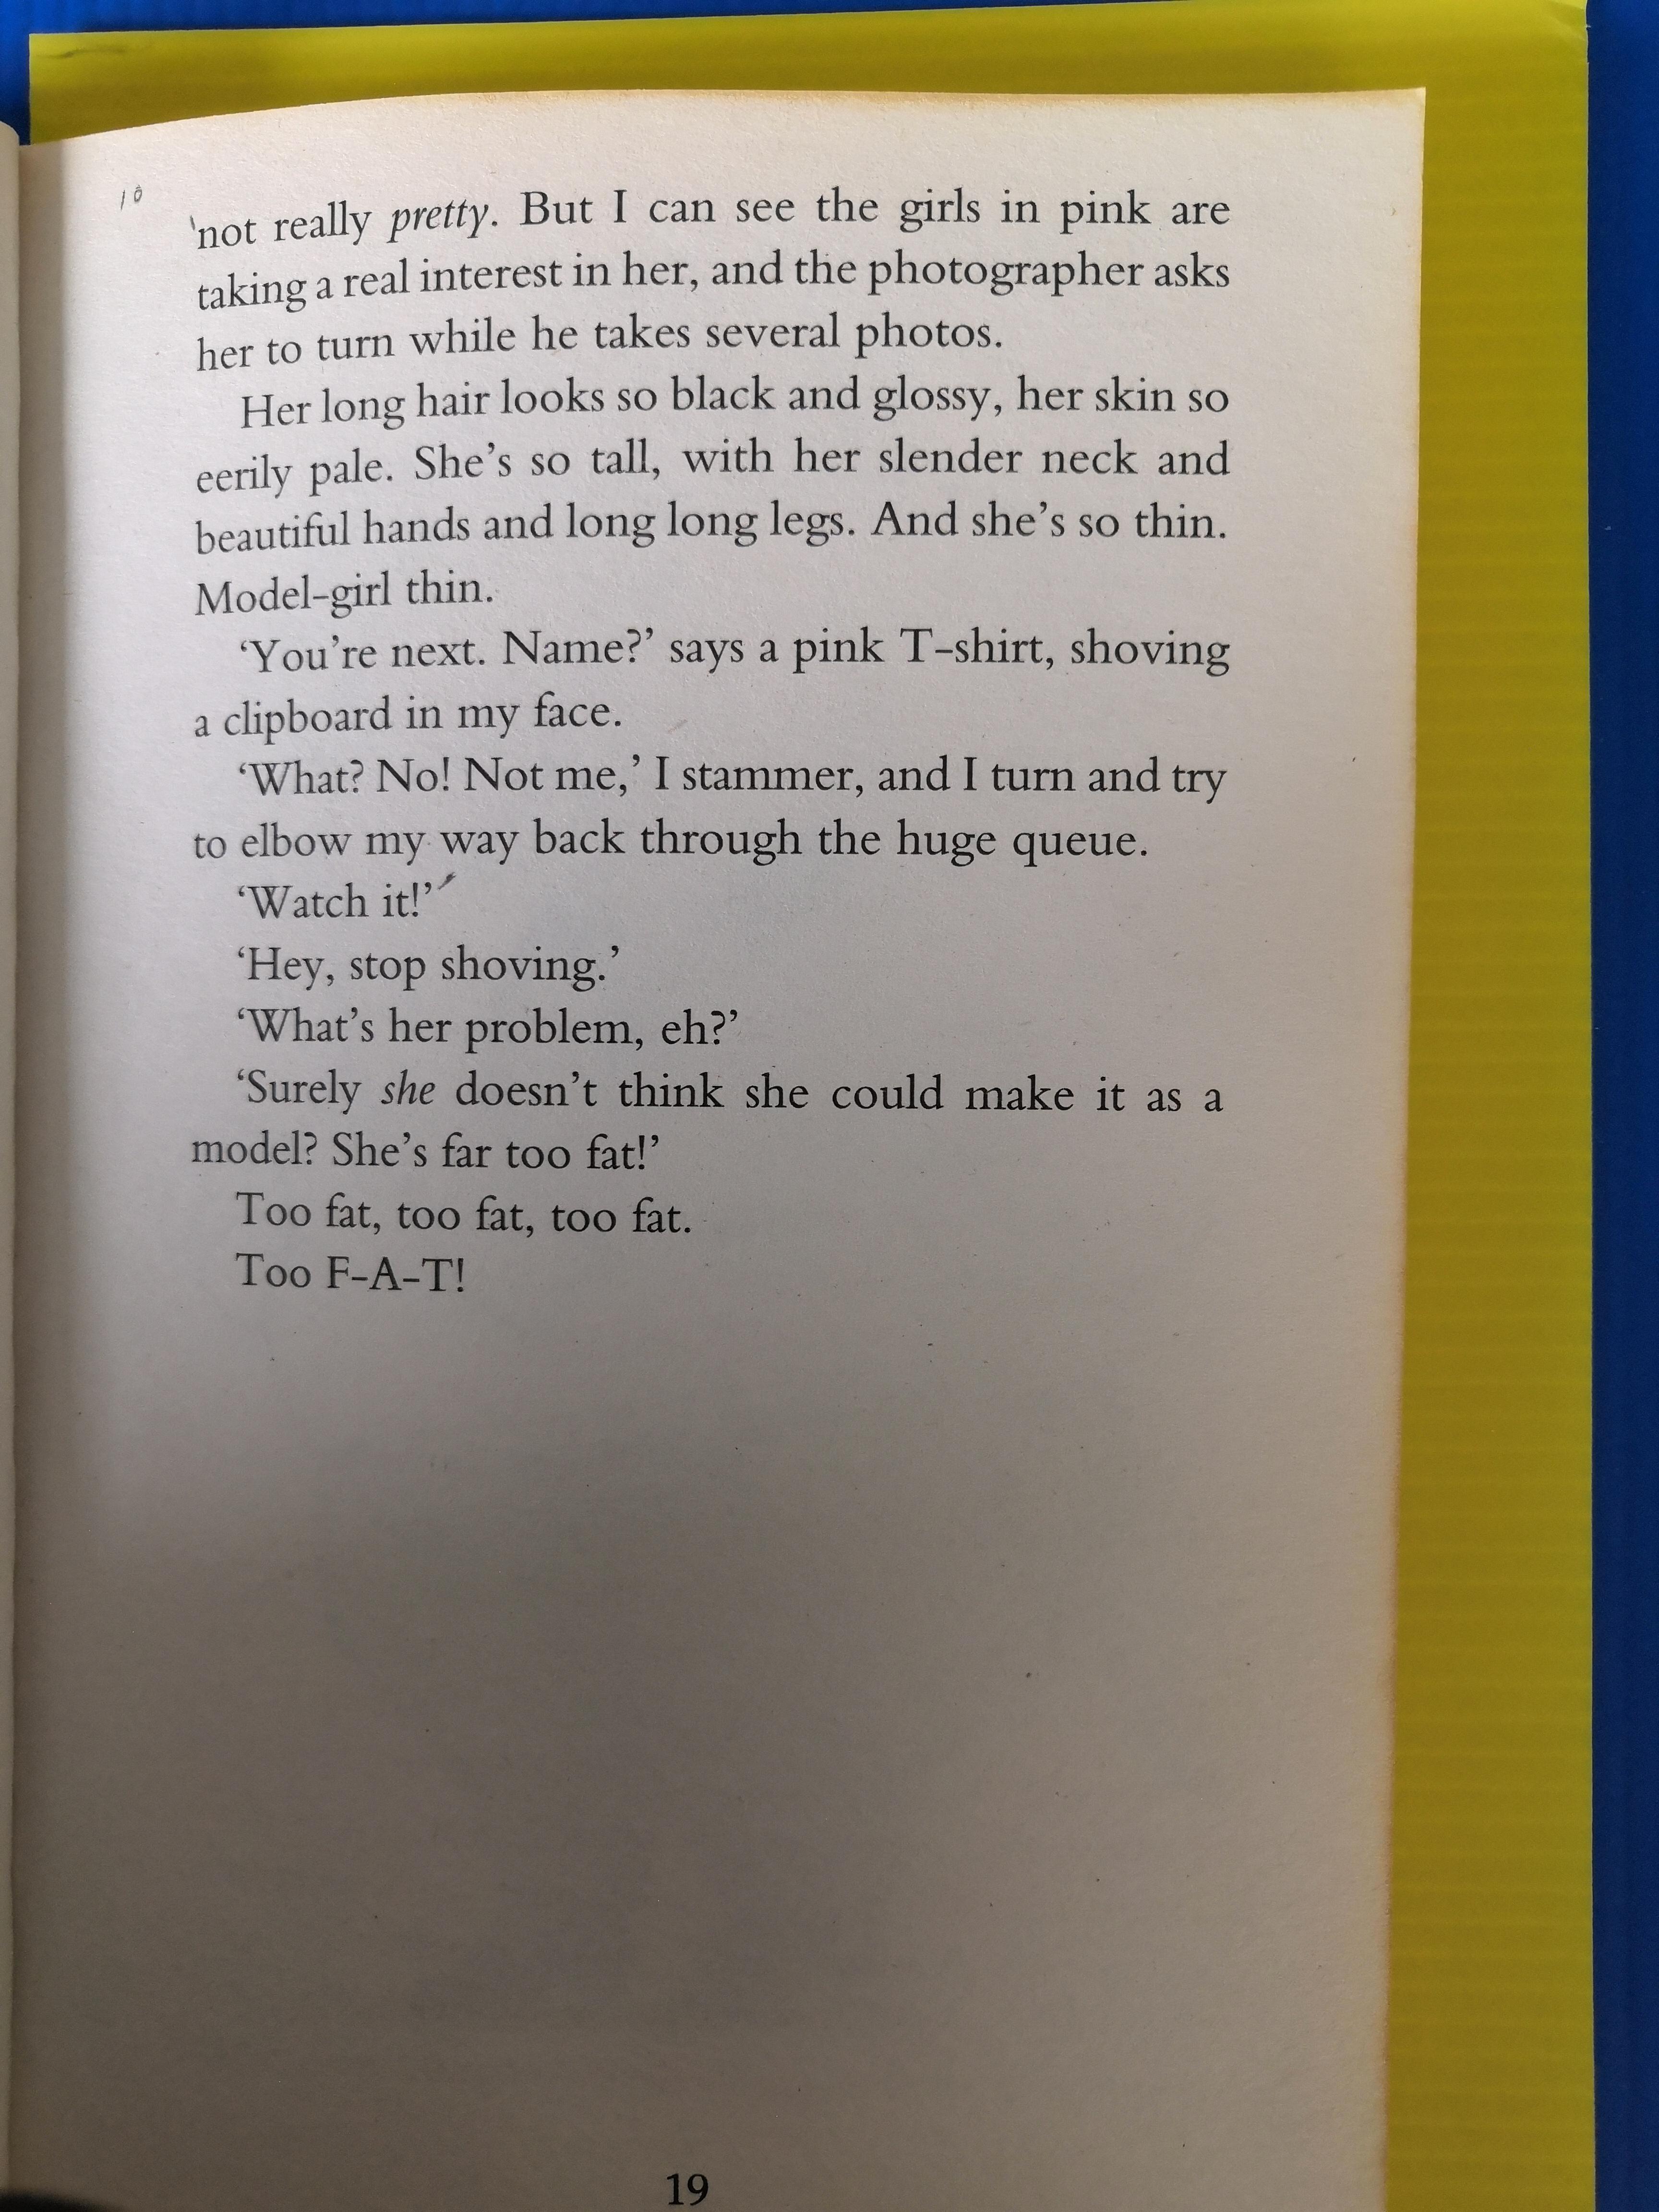 10
not really pretty. But I can see the girls in pink are
taking a real interest in her, and the photographer asks
her to turn while he takes several photos.
Her long hair looks so black and glossy, her skin so
eerily pale. She’s so tall, with her slender neck and
beautiful hands and long long legs. And she’s so thin.
Model-girl thin.
‘You’re next. Name?’ says a pink T-shirt, shoving
a clipboard in my face.
‘What? No! Not me,’ I stammer, and I turn and try
to elbow my way back through the huge queue.
‘Watch it!’
‘Hey, stop shoving.’
‘What’s her problem, eh?’
‘Surely she doesn’t think she could make it as a
model? She’s far too fat!’
Too fat, too fat, too fat.
Too F-A-T!
19